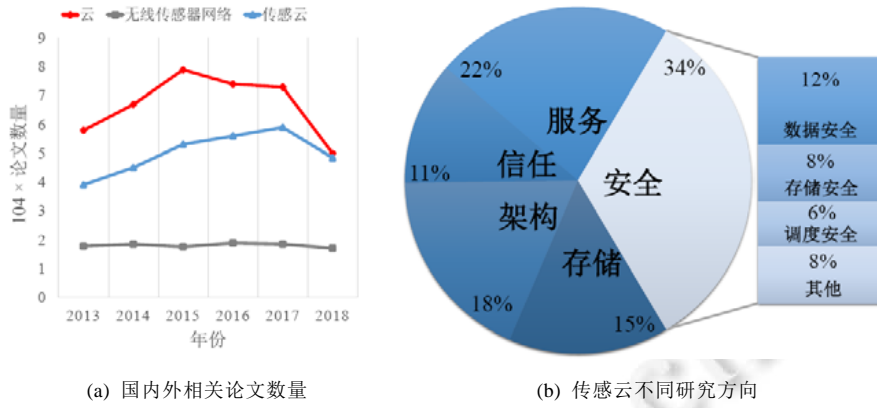 云 无线传感器网络 传感云
9
8
7
6
5
4
3
2
1
0
104 × 论文数量
2013 2014 2015 2016 2017 2018
年份
(a) 国内外相关论文数量
22%
34%
服务
11%
信任
安全
架构
存储
18%
15%
12%
数据安全
8%
存储安全
6%
调度安全
8%
其他
(b) 传感云不同研究方向